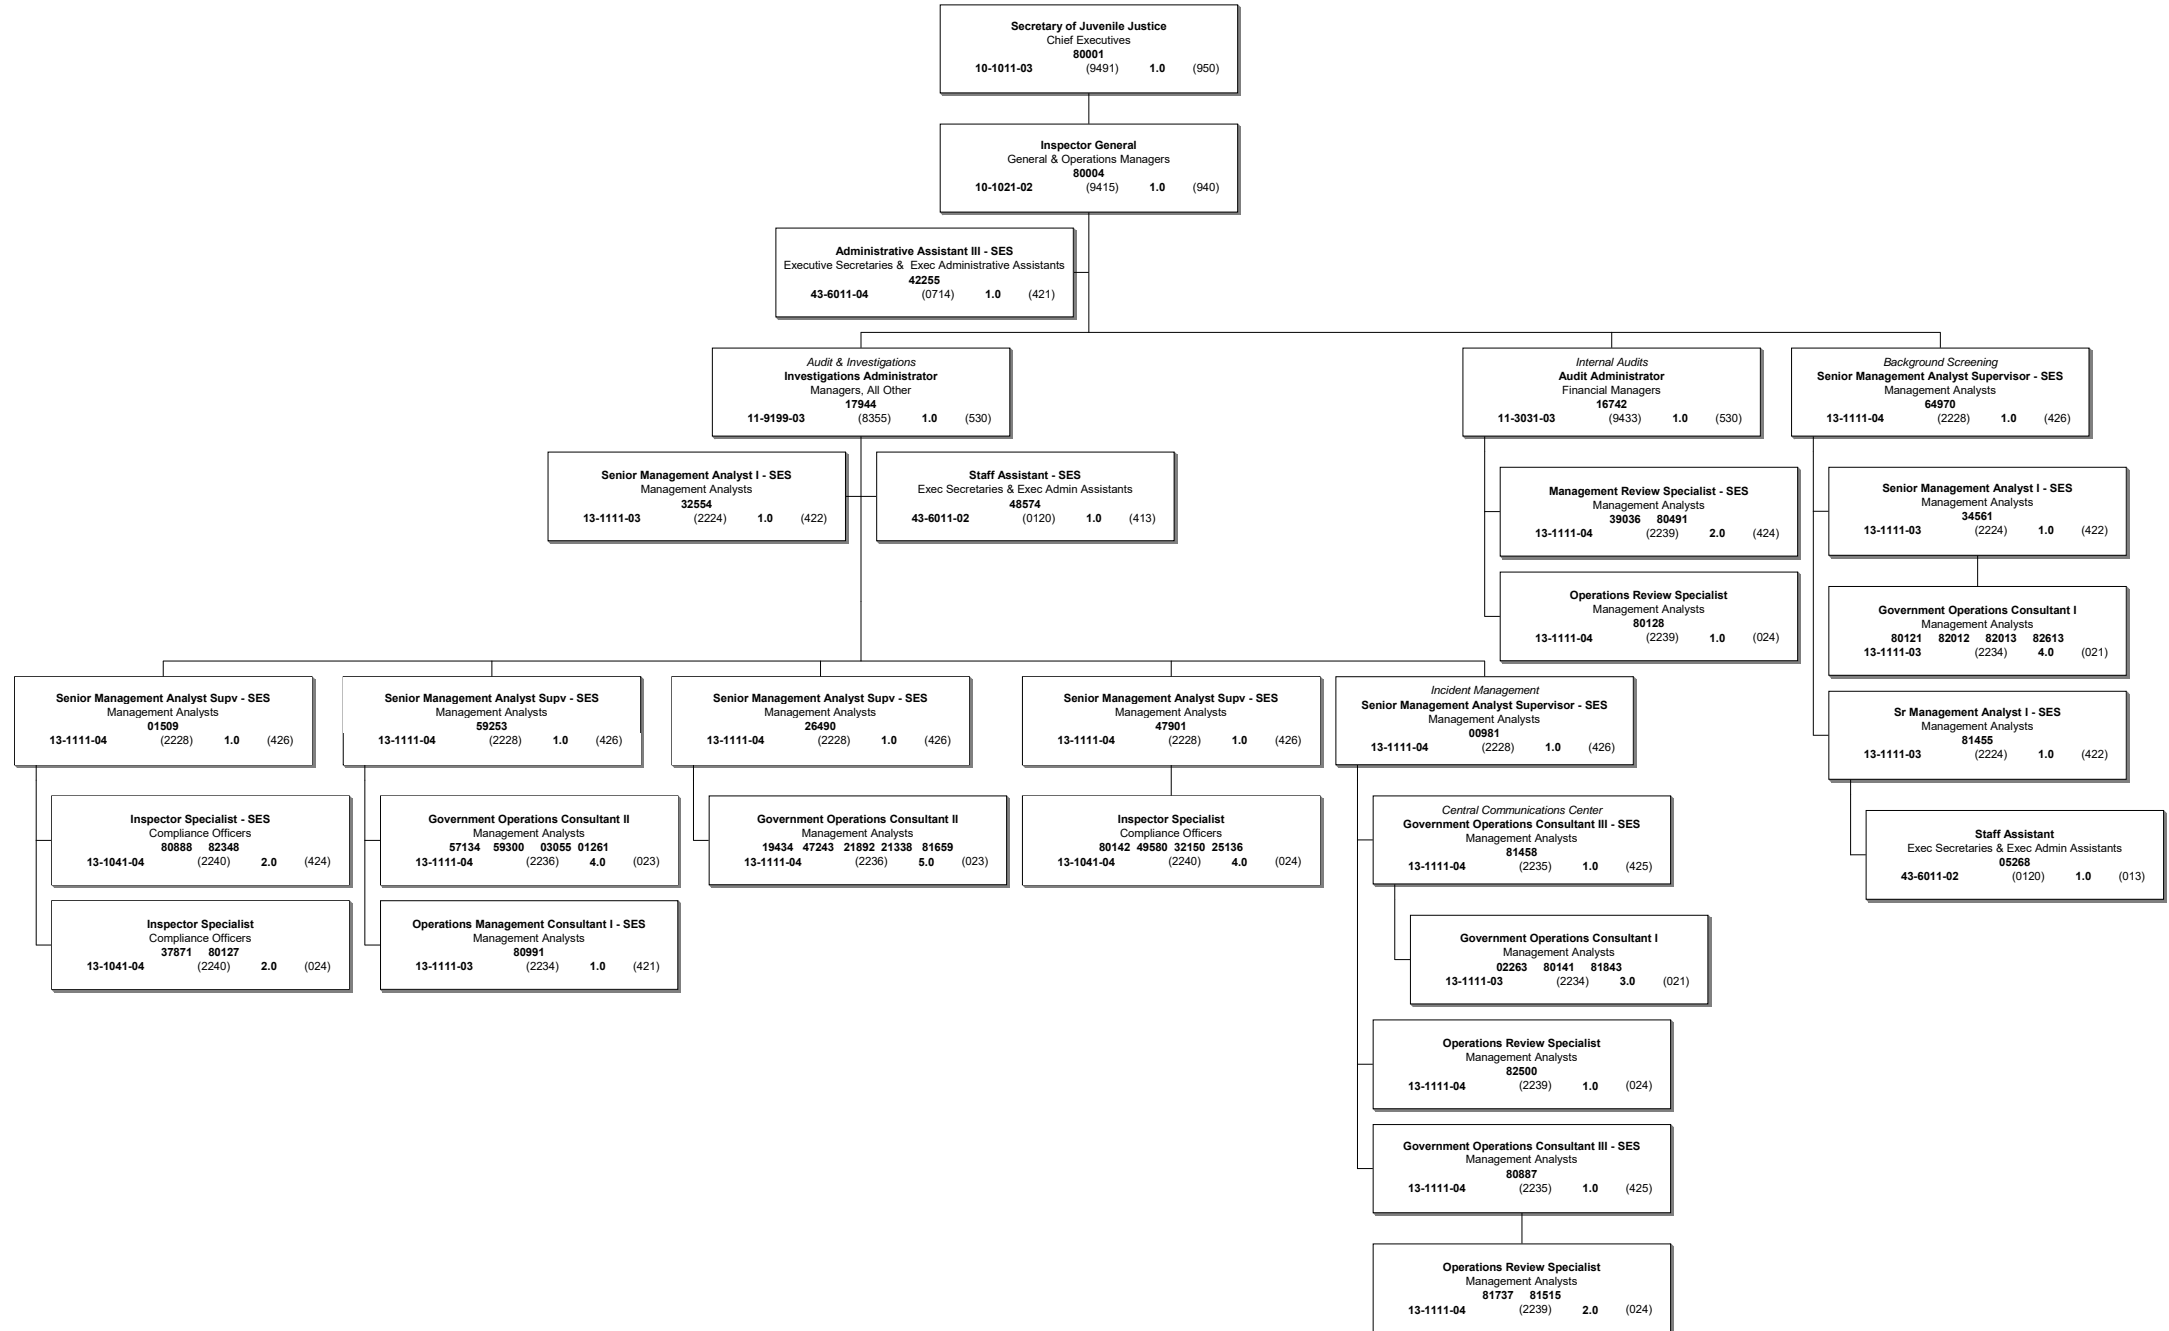 Secretary of Juvenile Justice
Chief Executives
80001
10-1011-03 (9491) 1.0 (950)
Inspector General
General & Operations Managers
80004
10-1021-02 (9415) 1.0 (940)
Administrative Assistant III - SES
Executive Secretaries & Exec Administrative Assistants
42255
43-6011-04 (0714) 1.0 (421)
Audit & Investigations
Investigations Administrator
Managers, All Other
17944
11-9199-03 (8355) 1.0 (530)
Internal Audits
Audit Administrator
Financial Managers
16742
11-3031-03 (9433) 1.0 (530)
Background Screening
Senior Management Analyst Supervisor - SES
Management Analysts
64970
13-1111-04 (2228) 1.0 (426)
Senior Management Analyst I - SES
Management Analysts
32554
13-1111-03 (2224) 1.0 (422)
Staff Assistant - SES
Exec Secretaries & Exec Admin Assistants
48574
43-6011-02 (0120) 1.0 (413)
Management Review Specialist - SES
Management Analysts
39036 80491
13-1111-04 (2239) 2.0 (424)
Operations Review Specialist
Management Analysts
80128
13-1111-04 (2239) 1.0 (024)
Senior Management Analyst I - SES
Management Analysts
34561
13-1111-03 (2224) 1.0 (422)
Government Operations Consultant I
Management Analysts
80121 82012 82013 82613
13-1111-03 (2234) 4.0 (021)
Sr Management Analyst I - SES
Management Analysts
81455
13-1111-03 (2224) 1.0 (422)
Staff Assistant
Exec Secretaries & Exec Admin Assistants
05268
43-6011-02 (0120) 1.0 (013)
Senior Management Analyst Supv - SES
Management Analysts
01509
13-1111-04 (2228) 1.0 (426)
Inspector Specialist - SES
Compliance Officers
80888 82348
13-1041-04 (2240) 2.0 (424)
Inspector Specialist
Compliance Officers
37871 80127
13-1041-04 (2240) 2.0 (024)
Senior Management Analyst Supv - SES
Management Analysts
59253
13-1111-04 (2228) 1.0 (426)
Government Operations Consultant II
Management Analysts
57134 59300 03055 01261
13-1111-04 (2236) 4.0 (023)
Operations Management Consultant I - SES
Management Analysts
80991
13-1111-03 (2234) 1.0 (421)
Senior Management Analyst Supv - SES
Management Analysts
26490
13-1111-04 (2228) 1.0 (426)
Government Operations Consultant II
Management Analysts
19434 47243 21892 21338 81659
13-1111-04 (2236) 5.0 (023)
Senior Management Analyst Supv - SES
Management Analysts
47901
13-1111-04 (2228) 1.0 (426)
Inspector Specialist
Compliance Officers
80142 49580 32150 25136
13-1041-04 (2240) 4.0 (024)
Incident Management
Senior Management Analyst Supervisor - SES
Management Analysts
00981
13-1111-04 (2228) 1.0 (426)
Central Communications Center
Government Operations Consultant III - SES
Management Analysts
81458
13-1111-04 (2235) 1.0 (425)
Government Operations Consultant I
Management Analysts
02263 80141 81843
13-1111-03 (2234) 3.0 (021)
Operations Review Specialist
Management Analysts
82500
13-1111-04 (2239) 1.0 (024)
Government Operations Consultant III - SES
Management Analysts
80887
13-1111-04 (2235) 1.0 (425)
Operations Review Specialist
Management Analysts
81737 81515
13-1111-04 (2239) 2.0 (024)